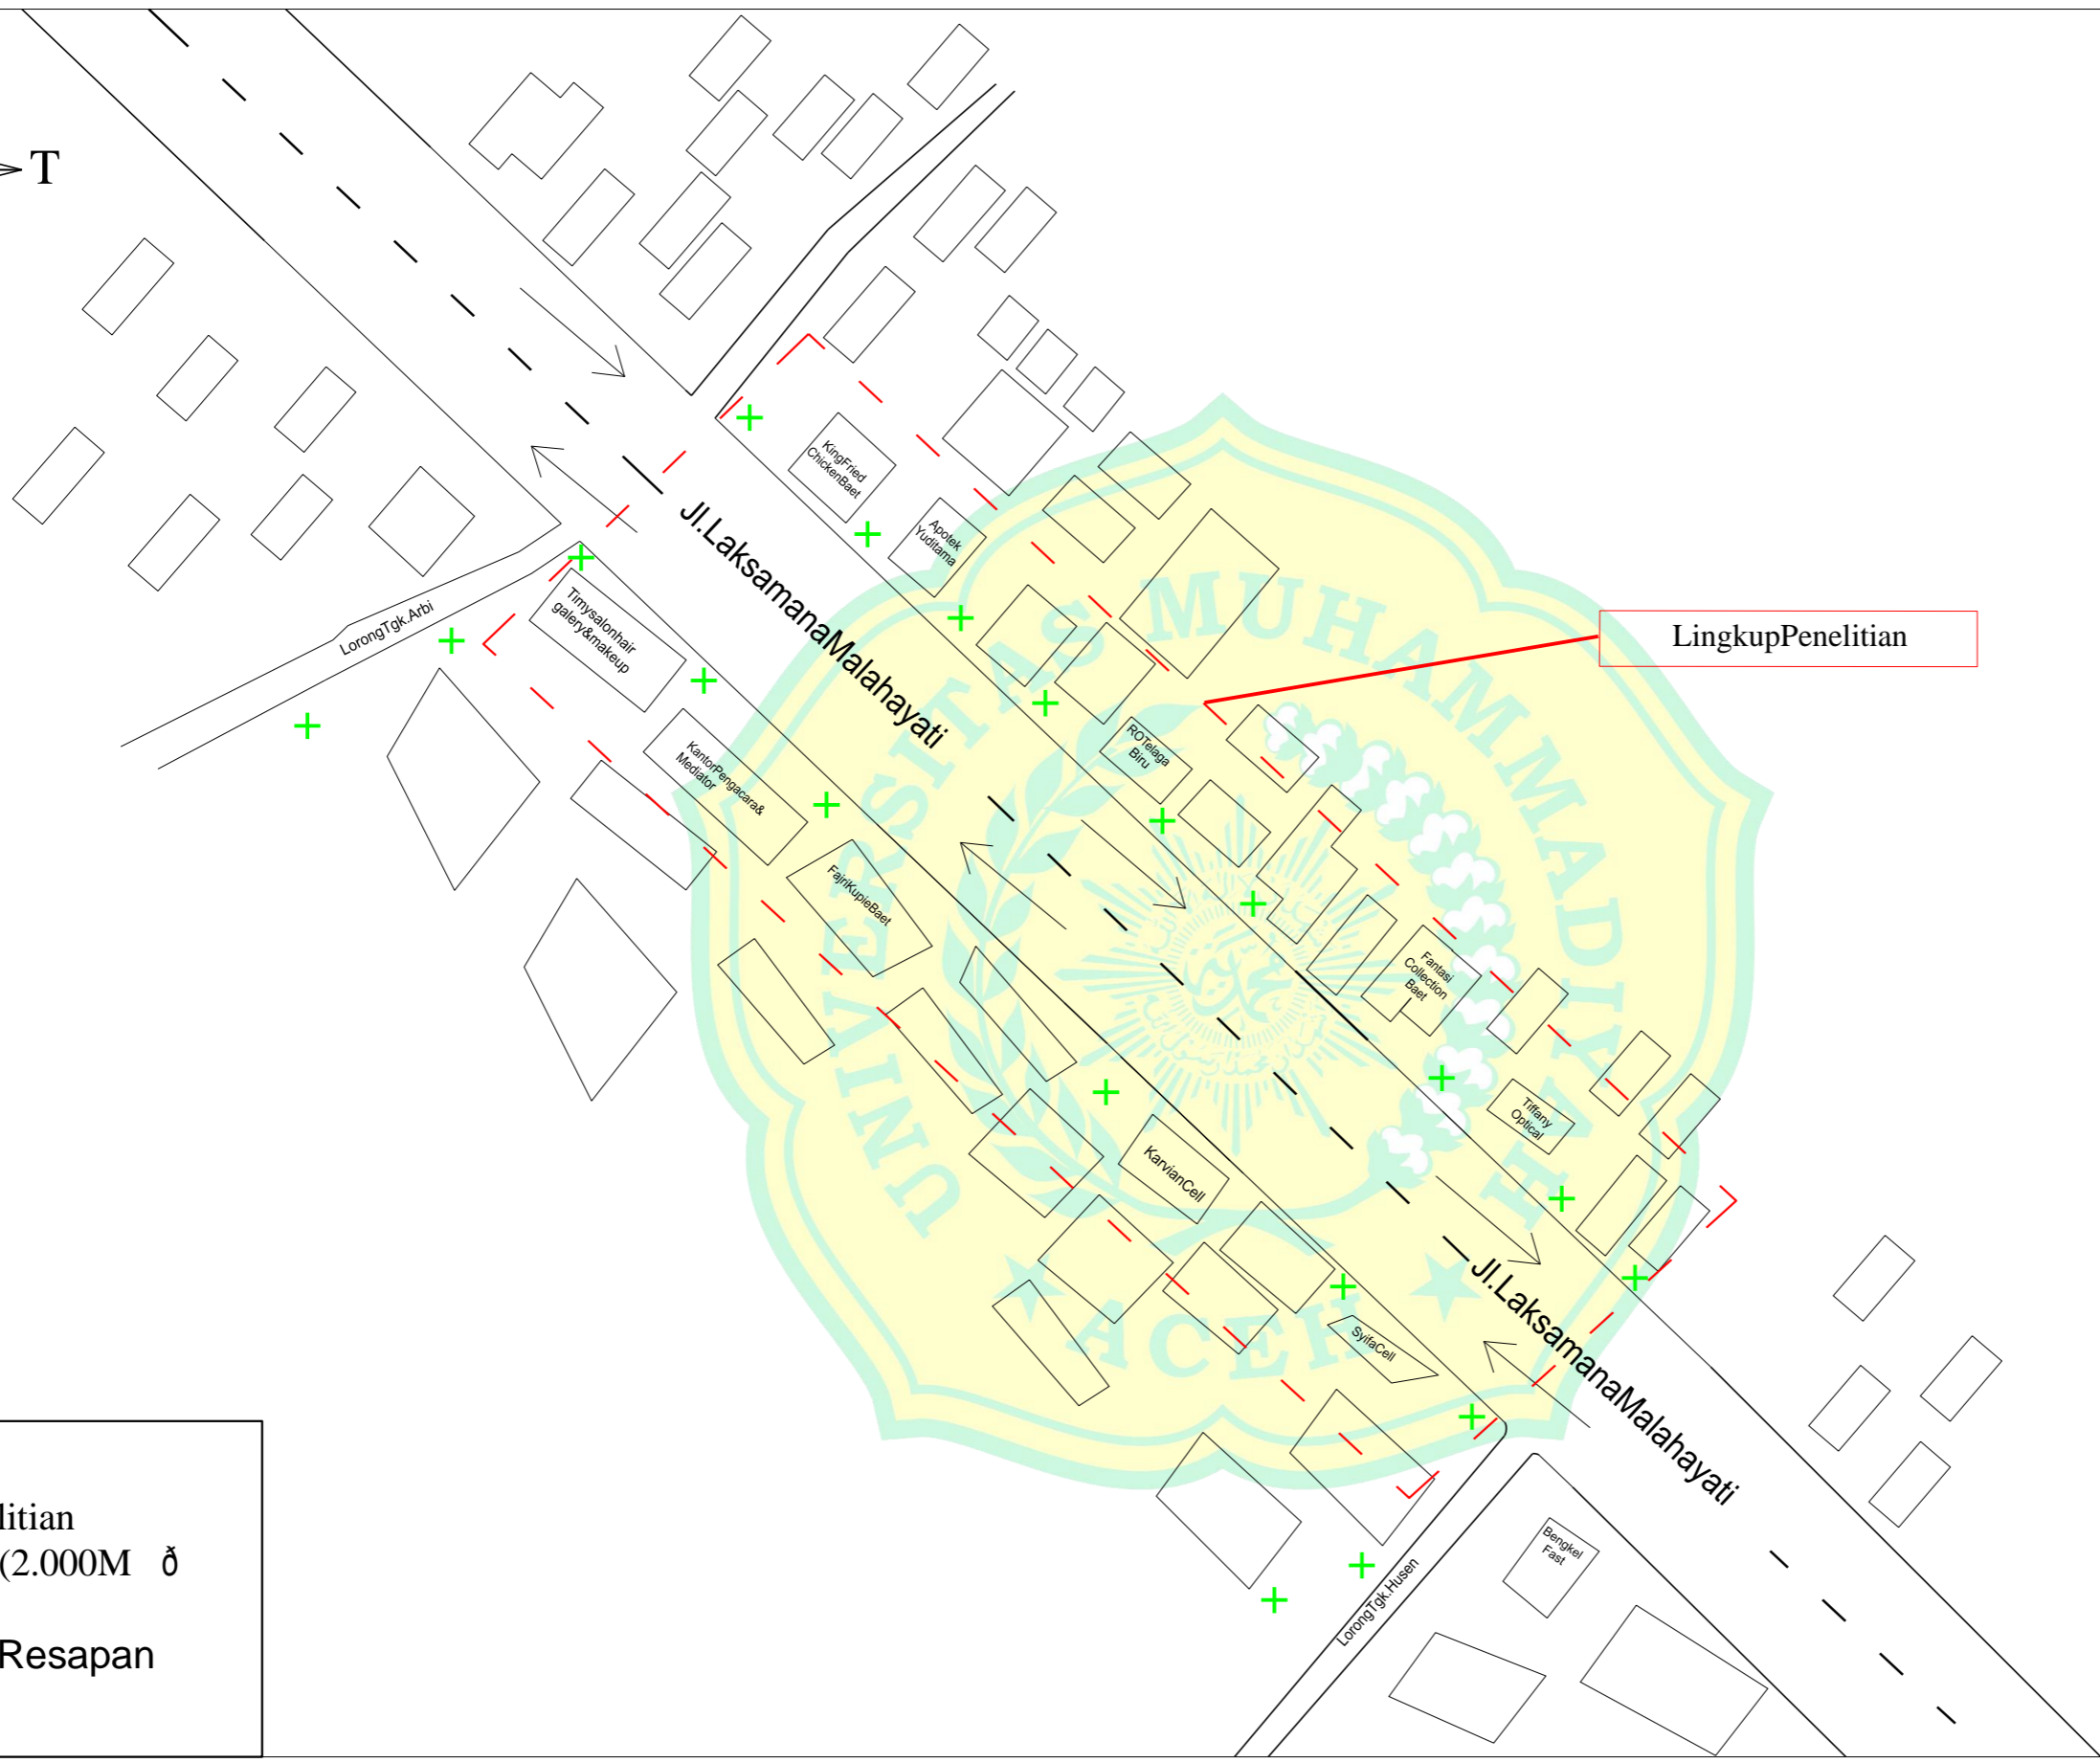 T
KingFried
ChickenBaet
Apotek
Yuditama
Jl.LaksamanaMalahayati
LorongTgk.Arbi
Timysalonhair
galery&makeup
LingkupPenelitian
KantorPengacara&
Mediator
ROTelaga
Biru
FajriKupieBaet
Fantasi
Collection
Baet
Tiffany
Optical
KarvianCell
SyifaCell
Jl.LaksamanaMalahayati
Bengkel
Fast
LorongTgk.Husen
UNIVERSITAS MUHAMMADIYAH
ACEH
litian
(2.000M ð
Resapan